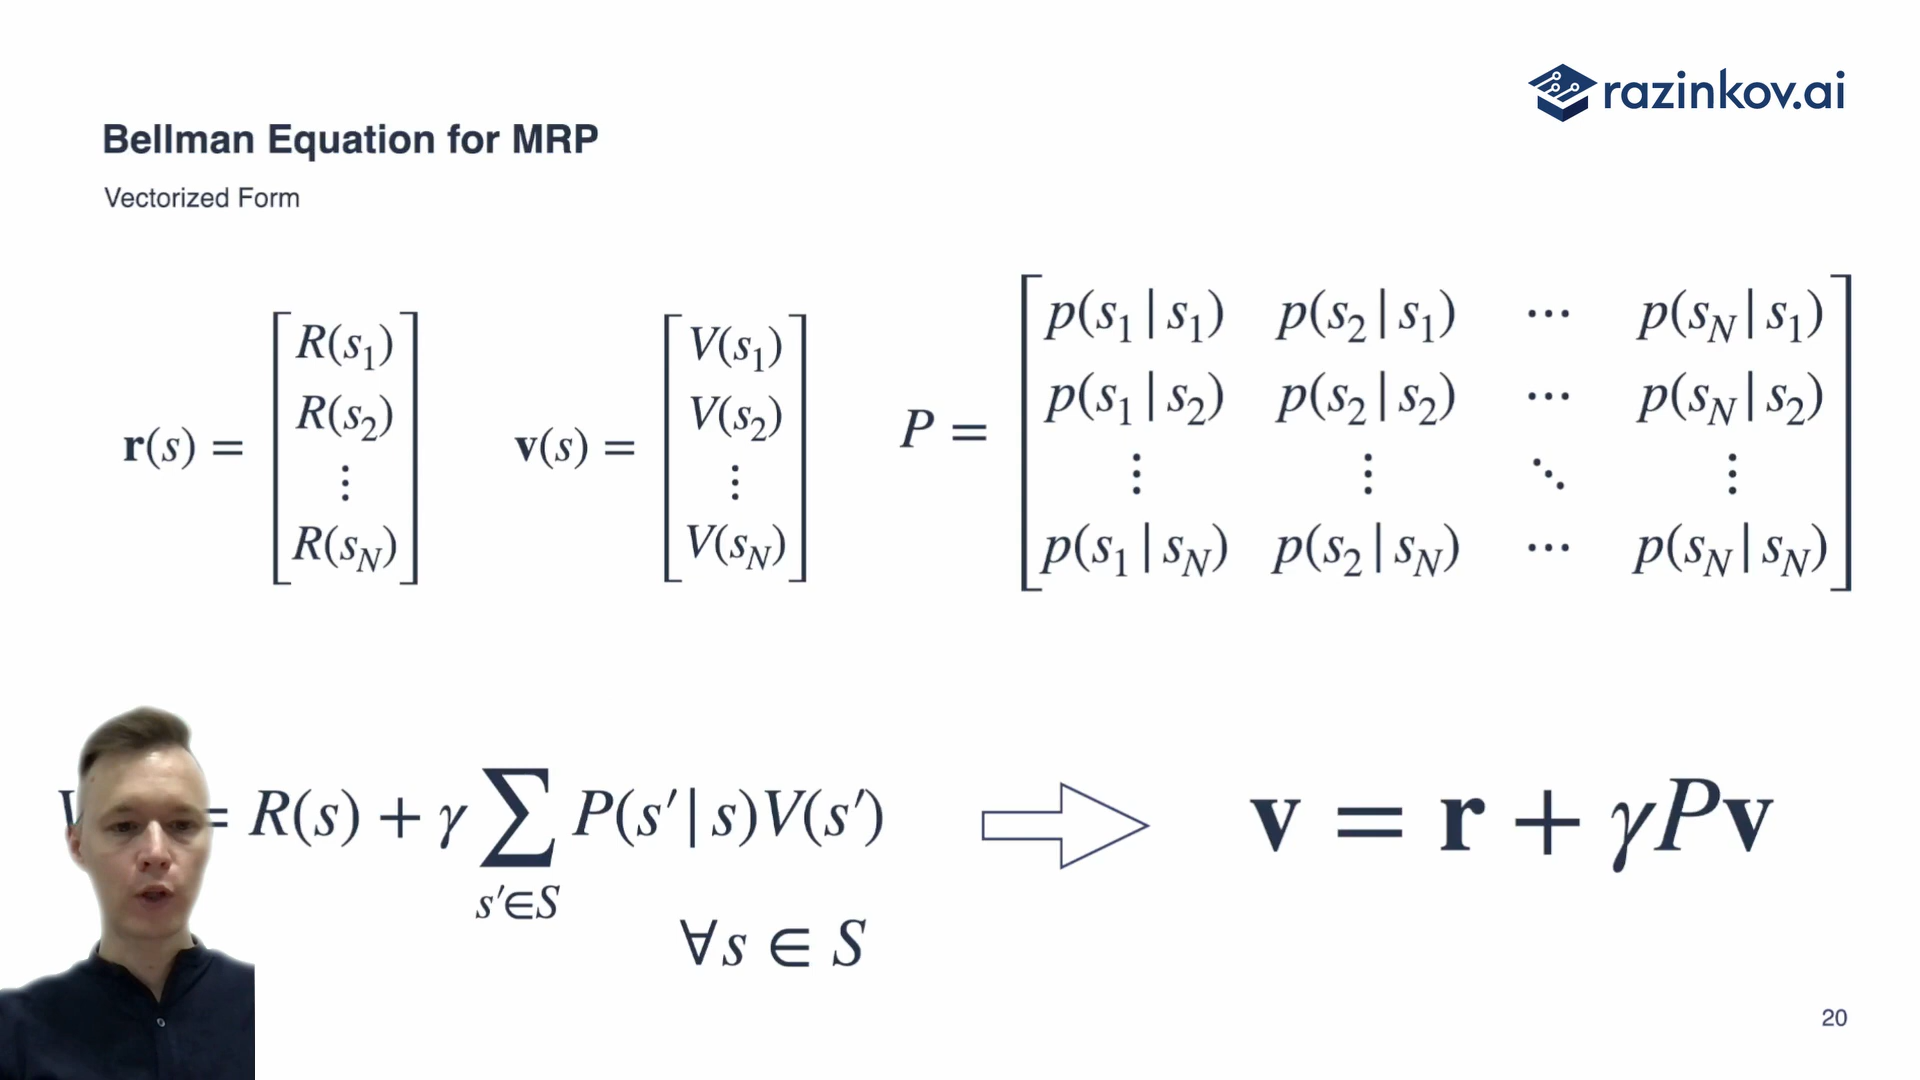 razinkov.ai
Bellman Equation for MRP
Vectorized Form
r(s) = [R(s₁) R(s₂) ⋮ R(s_N)]
v(s) = [V(s₁) V(s₂) ⋮ V(s_N)]
P =
p(s₁|s₁) p(s₂|s₁) ⋯ p(s_N|s₁)
p(s₁|s₂) p(s₂|s₂) ⋯ p(s_N|s₂)
⋮ ⋮ ⋱ ⋮
p(s₁|s_N) p(s₂|s_N) ⋯ p(s_N|s_N)
= R(s) + γ ∑ P(s′|s)V(s′)
s′∈S
∀s ∈ S
v = r + γPv
20